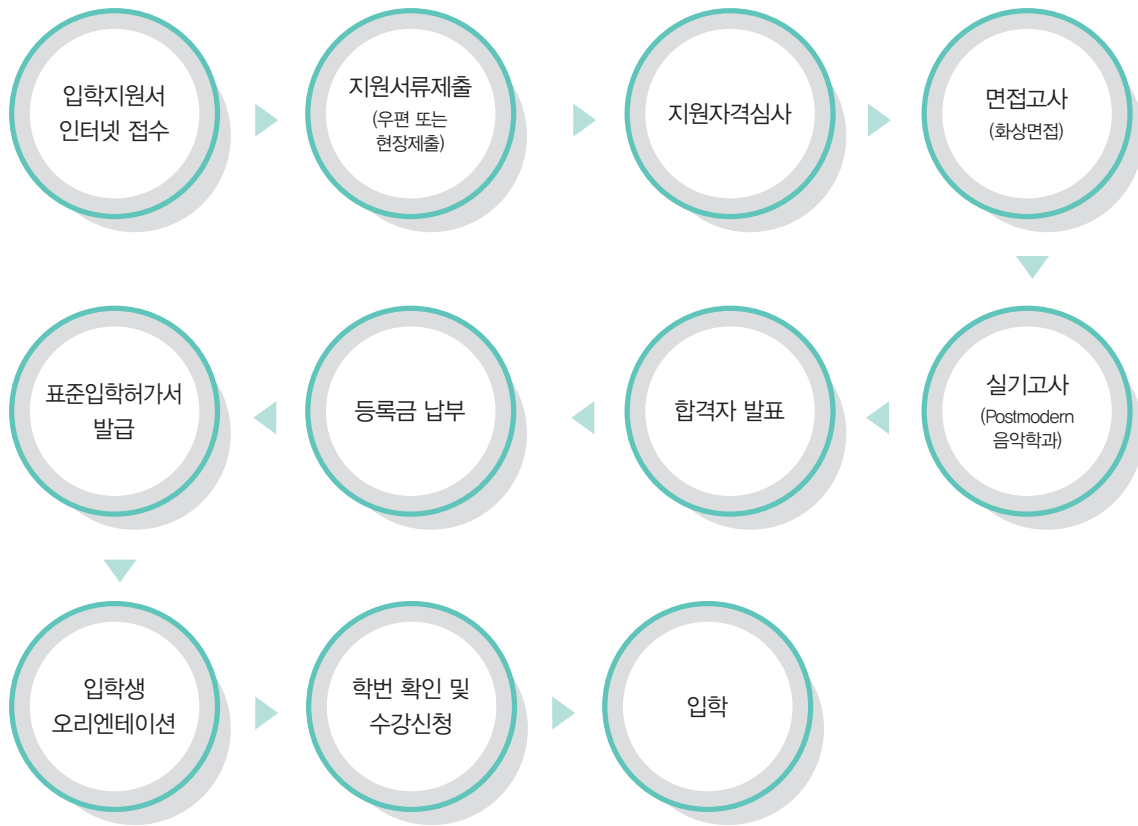 입학지원서
인터넷 접수
지원서류제출
(우편 또는
현장제출)
지원자격심사
면접고사
(화상면접)
실기고사
(Postmodern
음악학과)
합격자 발표
등록금 납부
표준입학허가서
발급
입학생
오리엔테이션
학번 확인 및
수강신청
입학